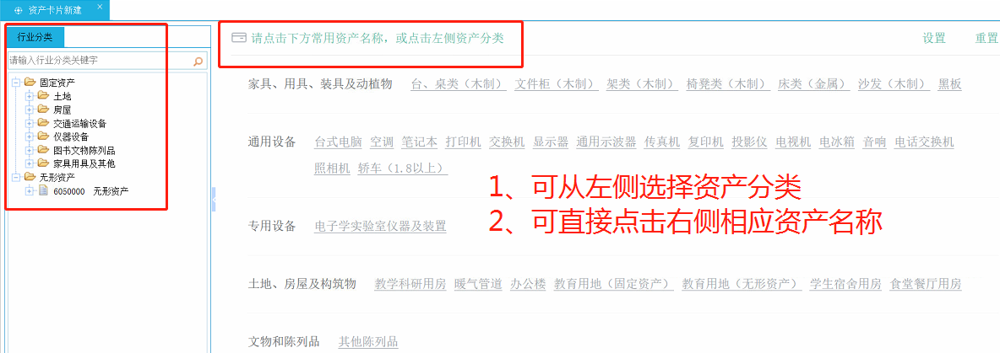 资产卡片新建 ×
行业分类
请输入行业分类关键字
固定资产
土地
房屋
交通运输设备
仪器设备
图书文物陈列品
家具用具及其他
无形资产
6050000 无形资产
请点击下方常用资产名称，或点击左侧资产分类
设置 重置
家具、用具、装具及动植物 台、桌类（木制） 文件柜（木制） 架类（木制） 椅凳类（木制） 床类（金属） 沙发（木制） 黑板
通用设备 台式电脑 空调 笔记本 打印机 交换机 显示器 通用示波器 传真机 复印机 投影仪 电视机 电冰箱 音响 电话交换机
照相机 轿车（1.8以上）
1、可从左侧选择资产分类
2、可直接点击右侧相应资产名称
专用设备 电子学实验室仪器及装置
土地、房屋及构筑物 教学科研用房 暖气管道 办公楼 教育用地（固定资产） 教育用地（无形资产） 学生宿舍用房 食堂餐厅用房
文物和陈列品 其他陈列品